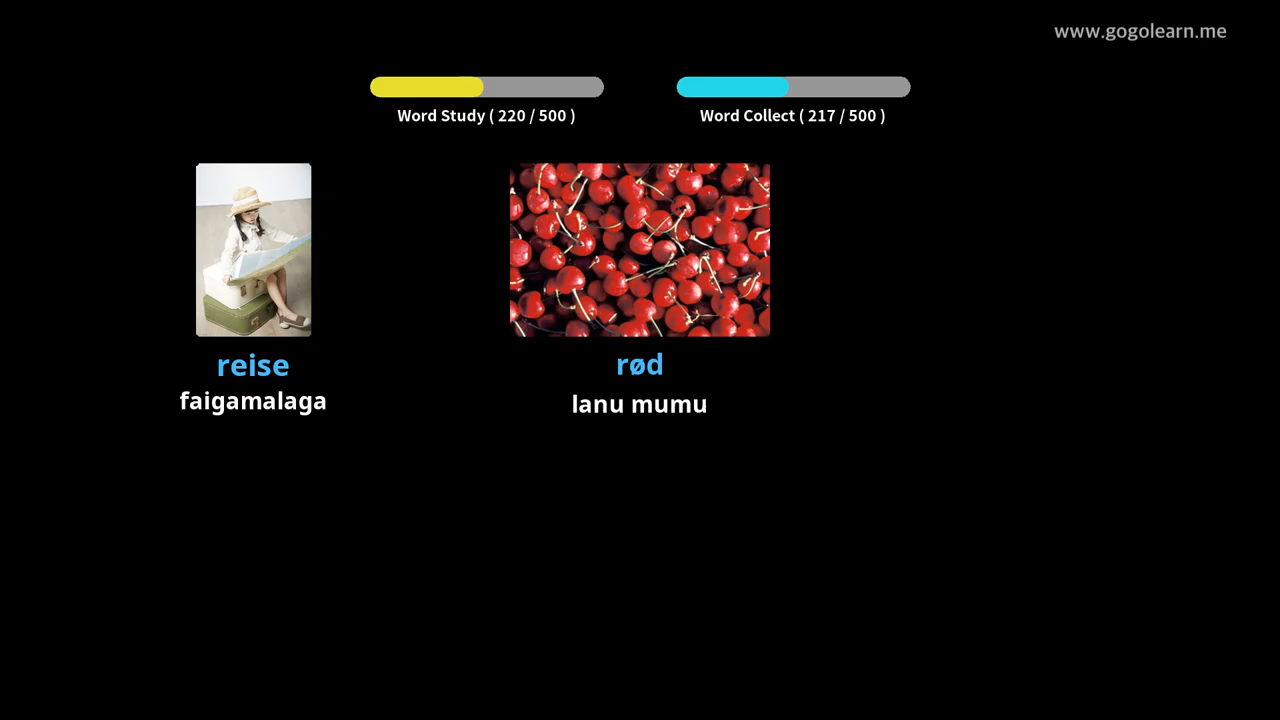 www.gogolearn.me
Word Study ( 220 / 500 )
Word Collect ( 217 / 500 )
reise
faigamalaga
rød
lanu mumu